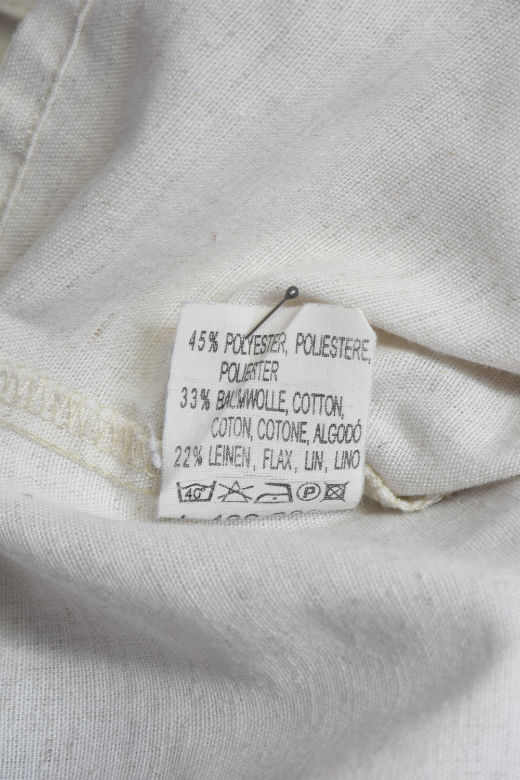 45% POLYESTER, POLIESTERE,
POLIESTER
33% BAUMWOLLE, COTTON,
COTON, COTONE, ALGODÓ
22% LEINEN, FLAX, LIN, LINO
40° P